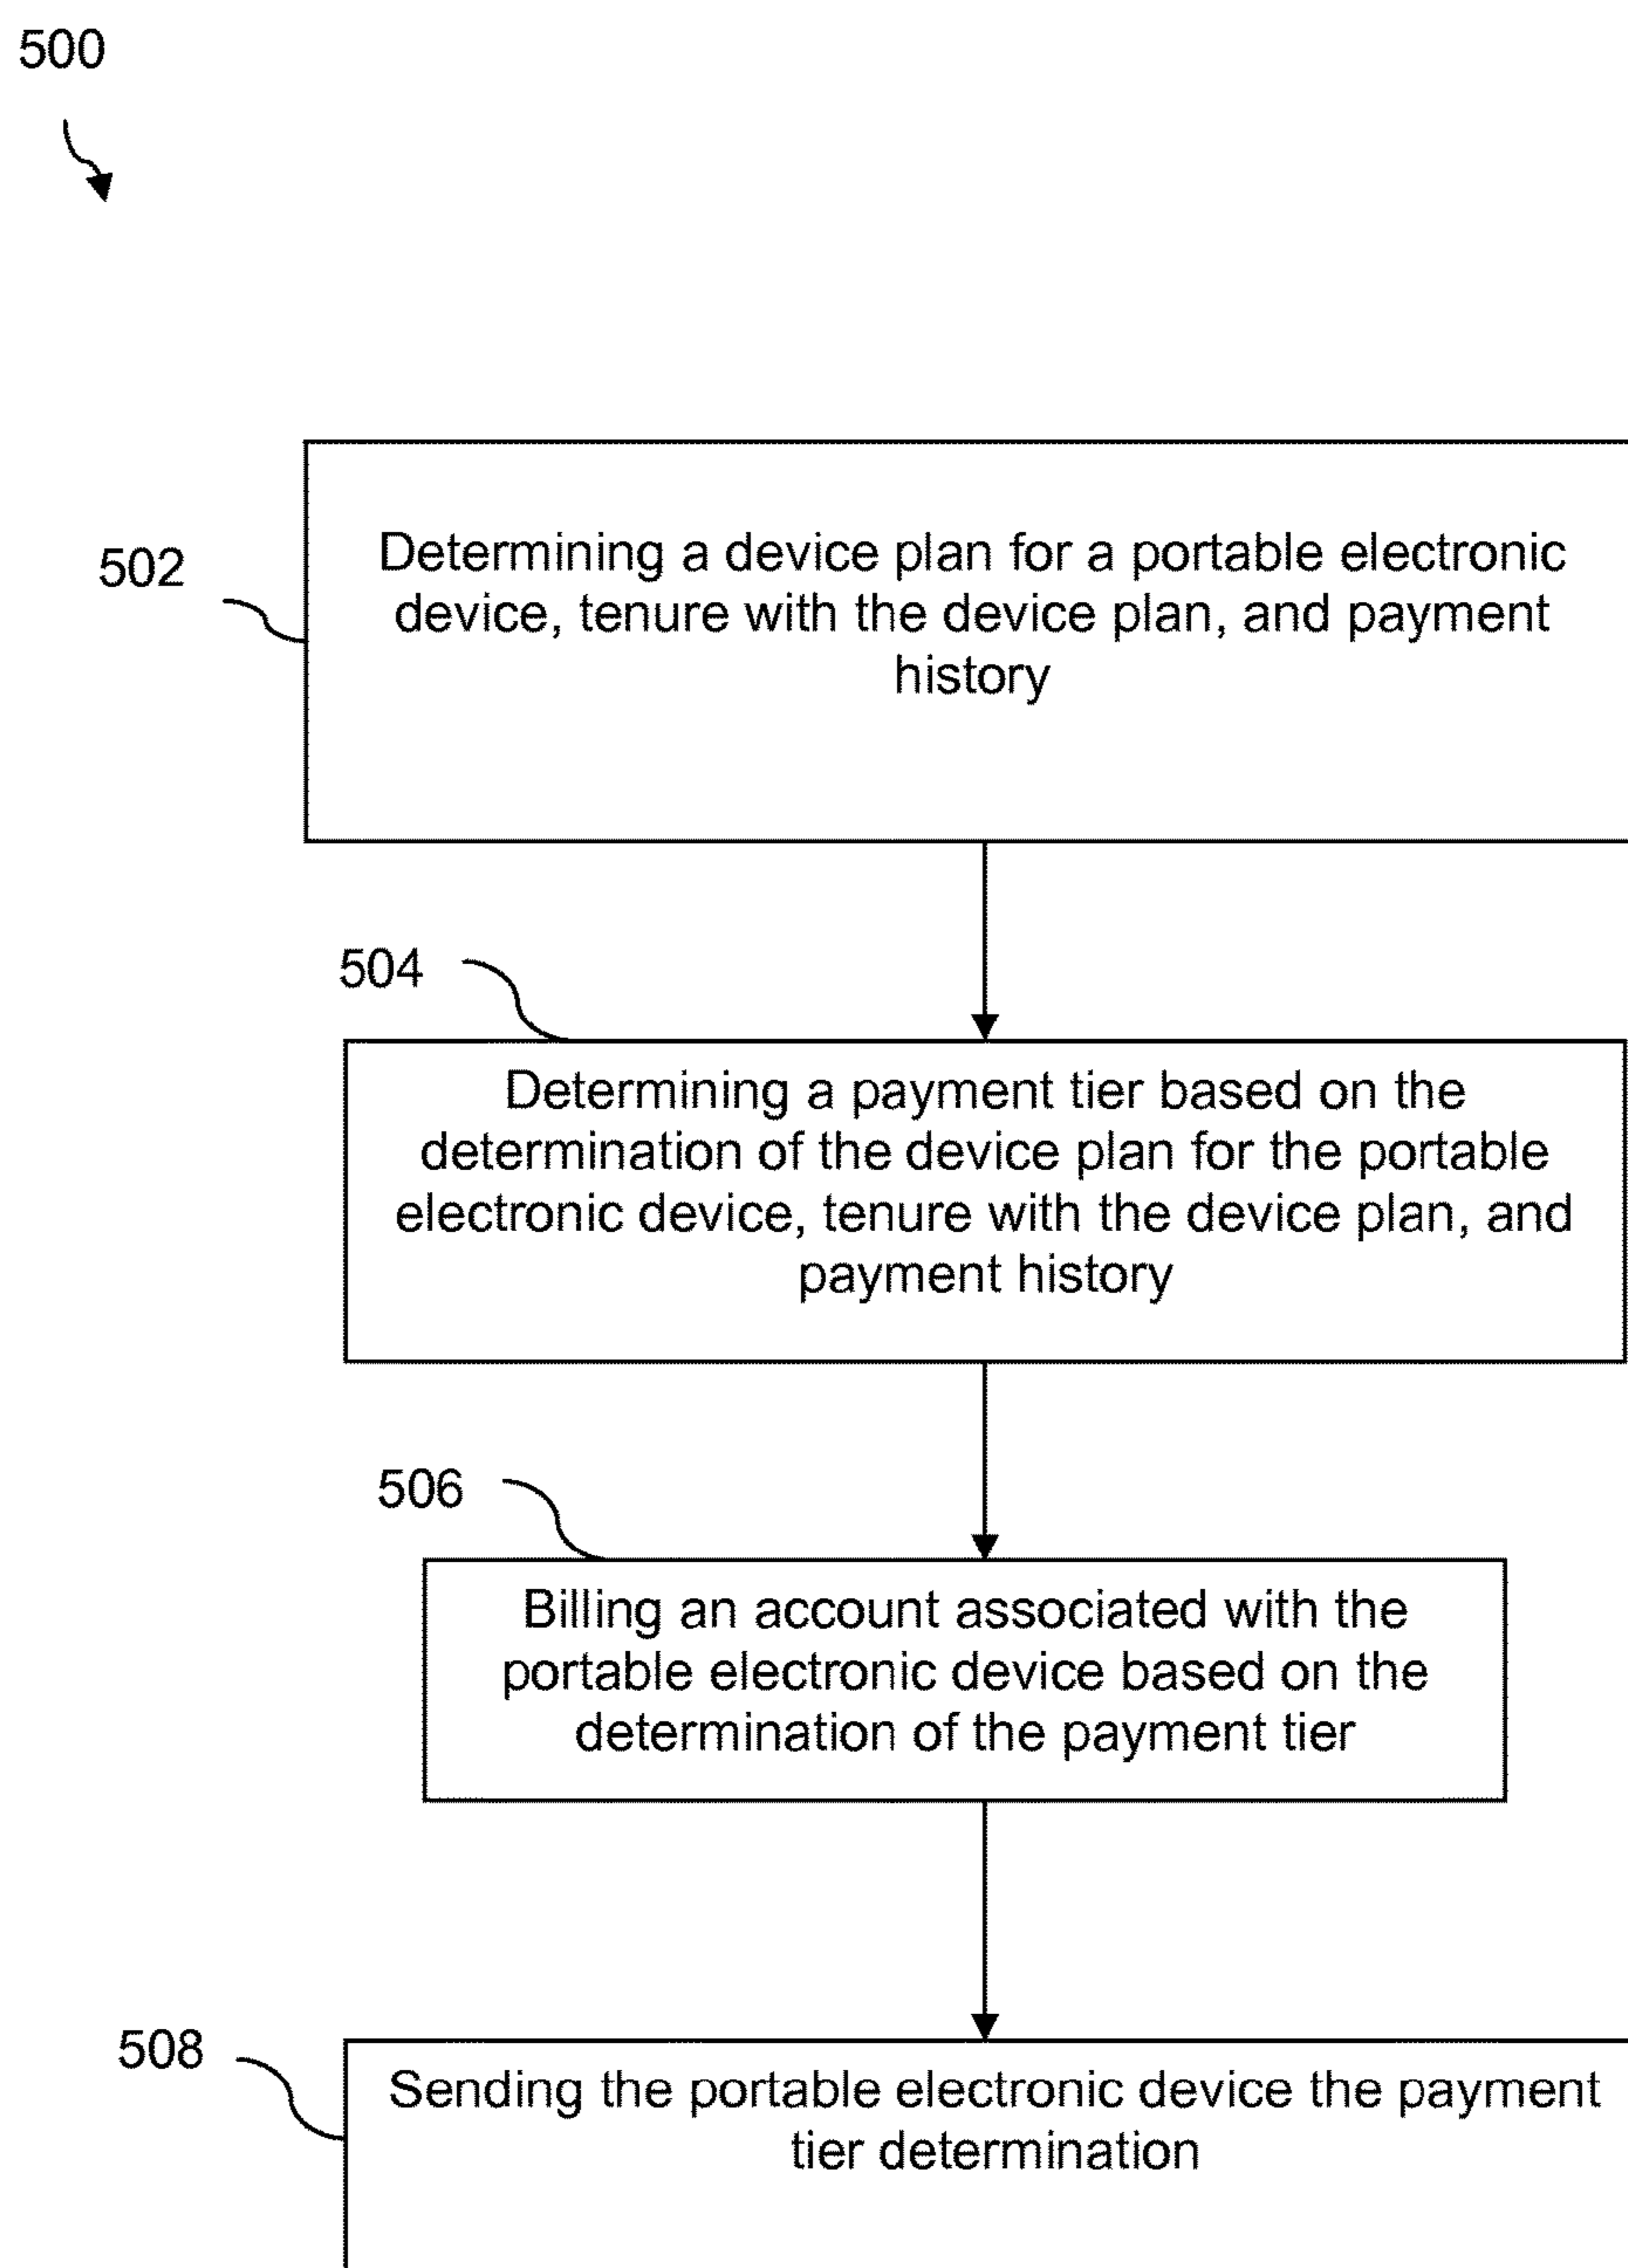 500
502
Determining a device plan for a portable electronic
device, tenure with the device plan, and payment
history
504
Determining a payment tier based on the
determination of the device plan for the portable
electronic device, tenure with the device plan, and
payment history
506
Billing an account associated with the
portable electronic device based on the
determination of the payment tier
508
Sending the portable electronic device the payment
tier determination